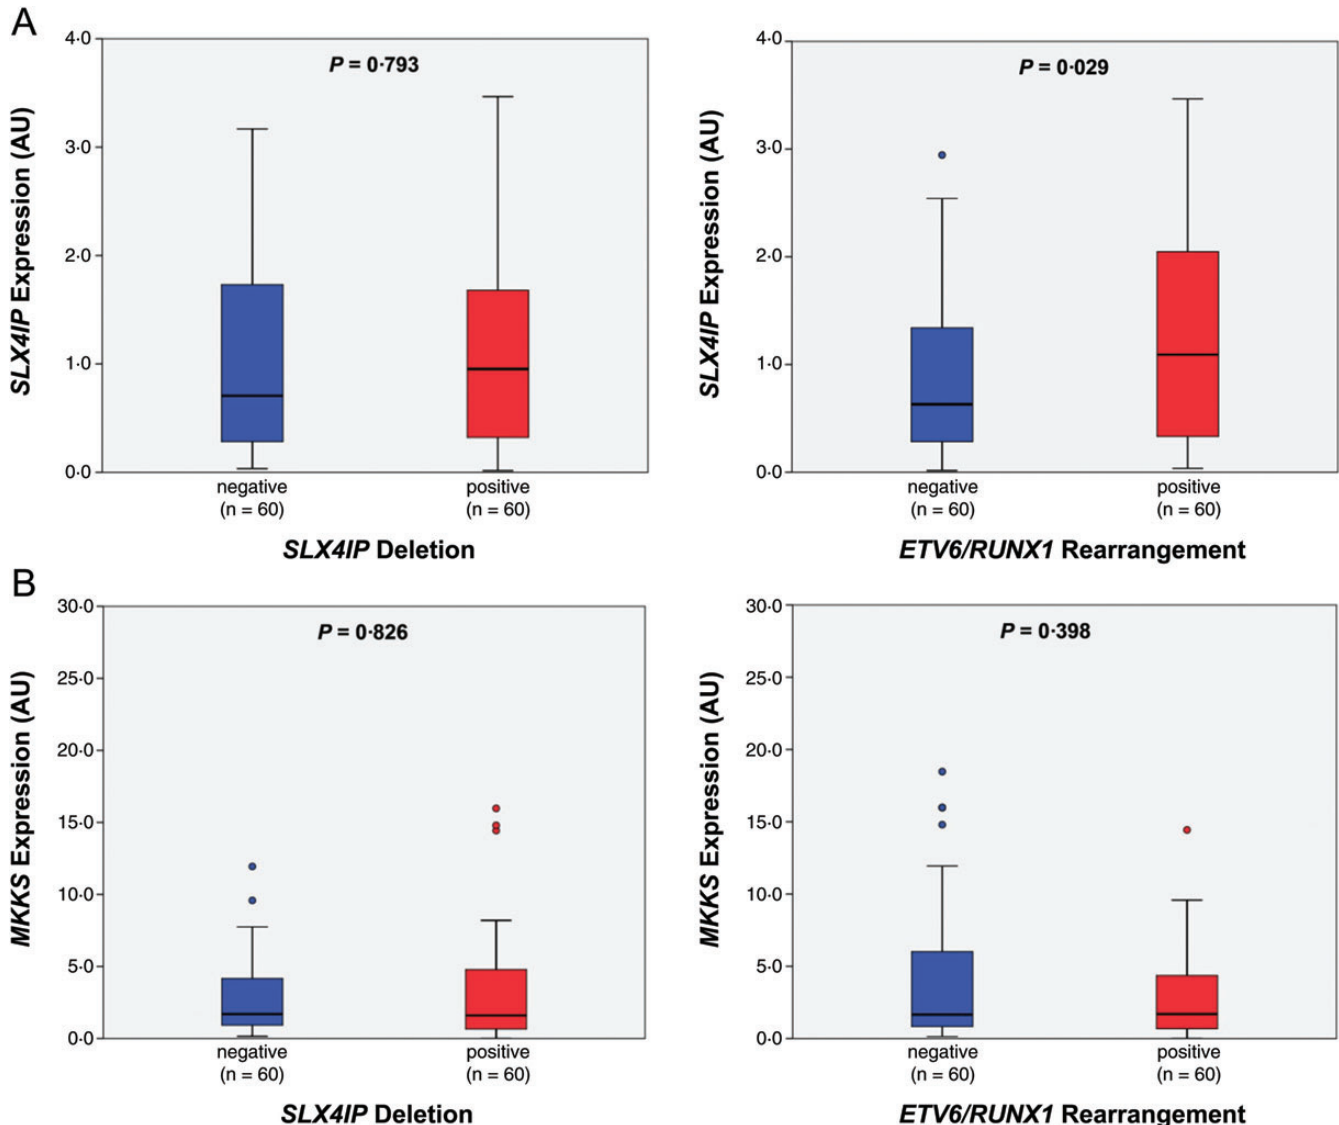 A
4·0
3·0
2·0
1·0
0·0
SLX4IP Expression (AU)
P = 0·793
negative
(n = 60)
positive
(n = 60)
SLX4IP Deletion
4·0
3·0
2·0
1·0
0·0
SLX4IP Expression (AU)
P = 0·029
negative
(n = 60)
positive
(n = 60)
ETV6/RUNX1 Rearrangement
B
30·0
25·0
20·0
15·0
10·0
5·0
0·0
MKKS Expression (AU)
P = 0·826
negative
(n = 60)
positive
(n = 60)
SLX4IP Deletion
30·0
25·0
20·0
15·0
10·0
5·0
0·0
MKKS Expression (AU)
P = 0·398
negative
(n = 60)
positive
(n = 60)
ETV6/RUNX1 Rearrangement